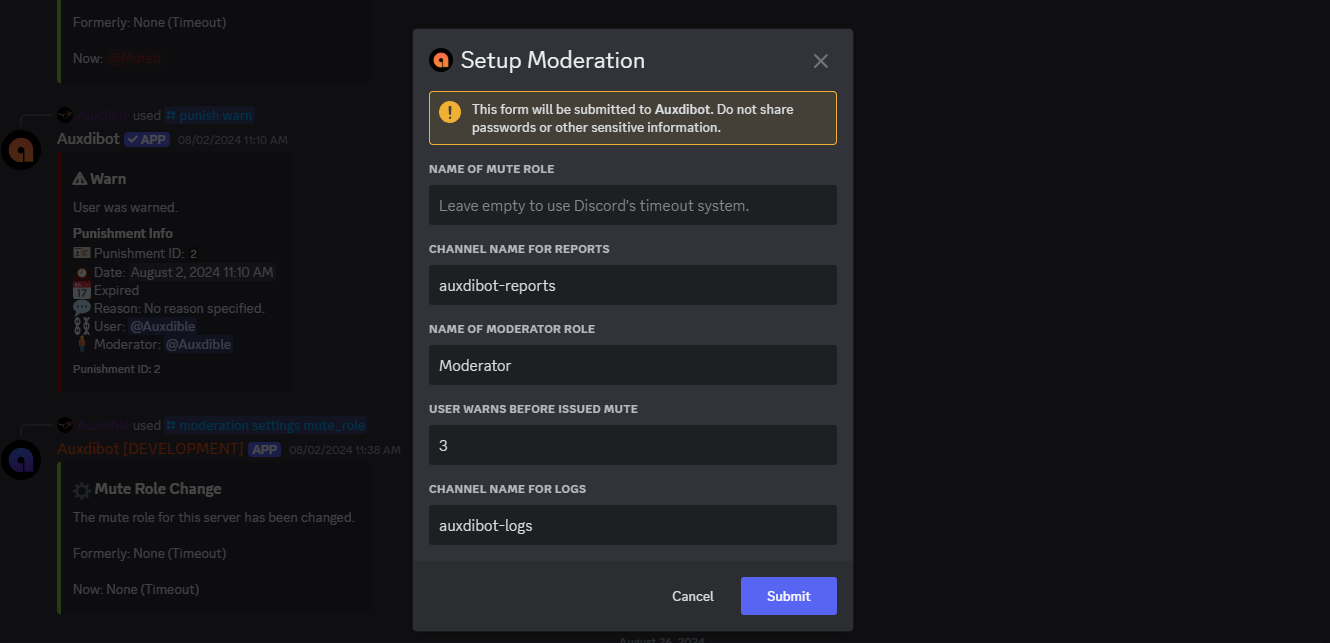 Formerly: None (Timeout)
Now: @Muted
Auxdible used punish warn
Auxdibot ✓ APP 08/02/2024 11:10 AM
Warn
User was warned.
Punishment Info
Punishment ID: 2
Date: August 2, 2024 11:10 AM
Expired
Reason: No reason specified.
User: @Auxdible
Moderator: @Auxdible
Punishment ID: 2
Auxdible used moderation settings mute_role
Auxdibot [DEVELOPMENT] APP 08/02/2024 11:38 AM
Mute Role Change
The mute role for this server has been changed.
Formerly: None (Timeout)
Now: None (Timeout)
Setup Moderation
This form will be submitted to Auxdibot. Do not share
passwords or other sensitive information.
NAME OF MUTE ROLE
Leave empty to use Discord's timeout system.
CHANNEL NAME FOR REPORTS
auxdibot-reports
NAME OF MODERATOR ROLE
Moderator
USER WARNS BEFORE ISSUED MUTE
3
CHANNEL NAME FOR LOGS
auxdibot-logs
Cancel Submit
August 26, 2024